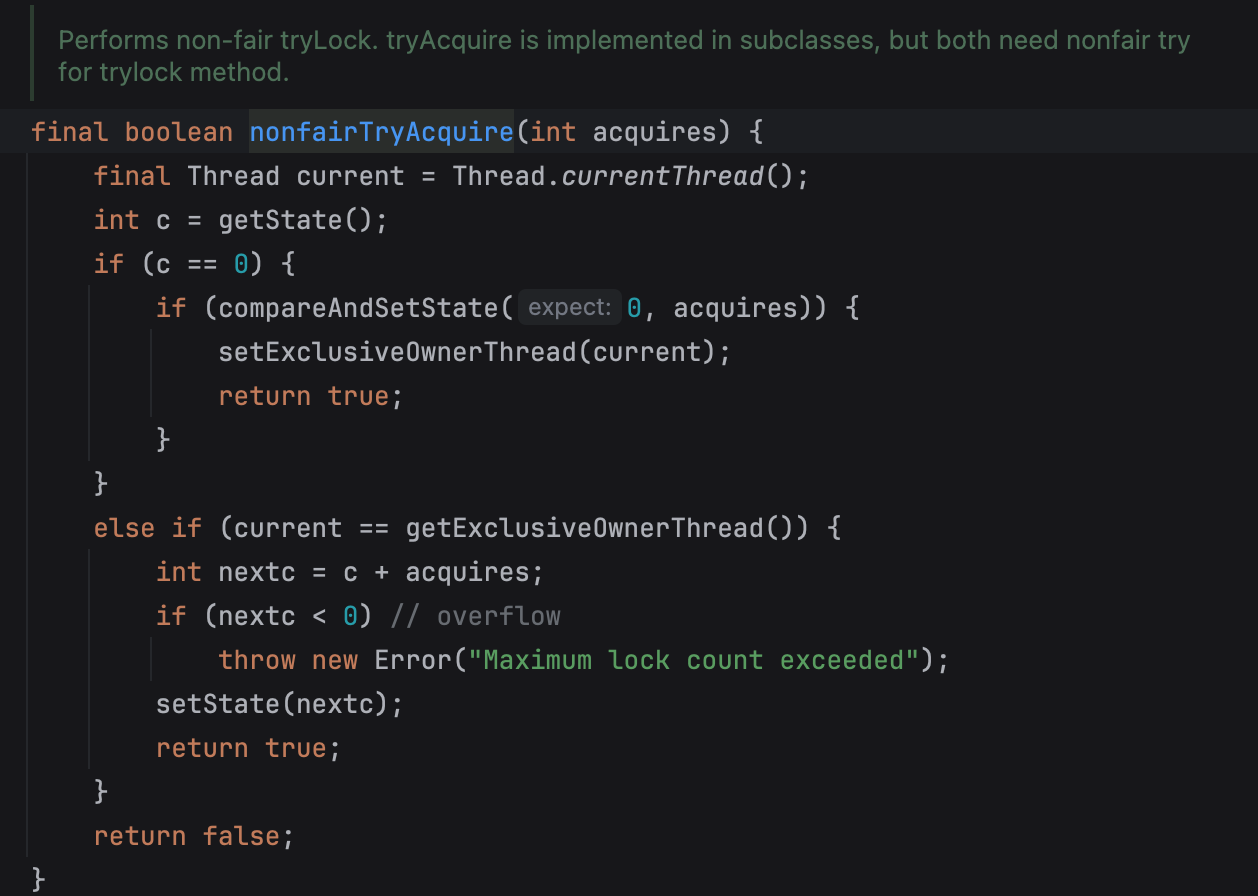 Performs non-fair tryLock. tryAcquire is implemented in subclasses, but both need nonfair try
for trylock method.
final boolean nonfairTryAcquire(int acquires) {
    final Thread current = Thread.currentThread();
    int c = getState();
    if (c == 0) {
        if (compareAndSetState( expect: 0, acquires)) {
            setExclusiveOwnerThread(current);
            return true;
        }
    }
    else if (current == getExclusiveOwnerThread()) {
        int nextc = c + acquires;
        if (nextc < 0) // overflow
            throw new Error("Maximum lock count exceeded");
        setState(nextc);
        return true;
    }
    return false;
}